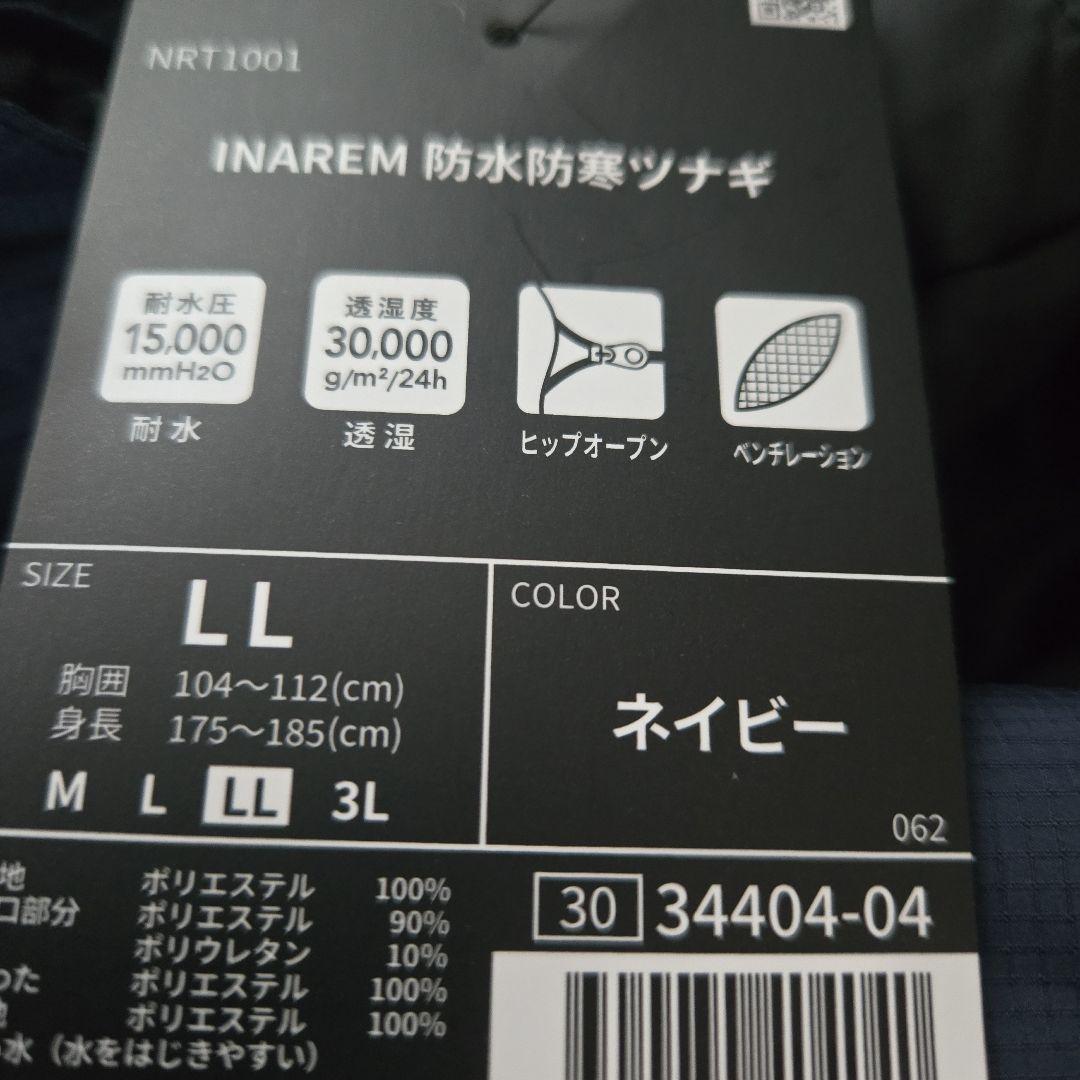 NRT1001
INAREM 防水防寒ツナギ
耐水圧
15,000
mmH2O
耐水
透湿度
30,000
g/m²/24h
透湿
ヒップオープン
ベンチレーション
SIZE
LL
胸囲 104～112(cm)
身長 175～185(cm)
M L LL 3L
COLOR
ネイビー
062
地 ポリエステル 100%
口部分 ポリエステル 90%
ポリウレタン 10%
わた ポリエステル 100%
地 ポリエステル 100%
水（水をはじきやすい）
30 34404-04